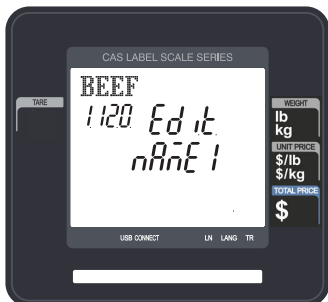 CAS LABEL SCALE SERIES
BEEF
TARE
1120 Edit
nAmE1
WEIGHT
lb
kg
UNIT PRICE
$/lb
$/kg
TOTAL PRICE
$
USB CONNECT LN LANG TR